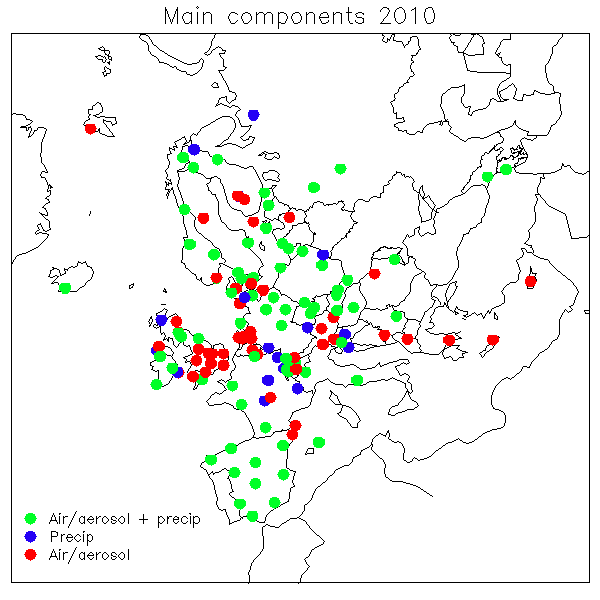 Main components 2010
Air/aerosol + precip
Precip
Air/aerosol